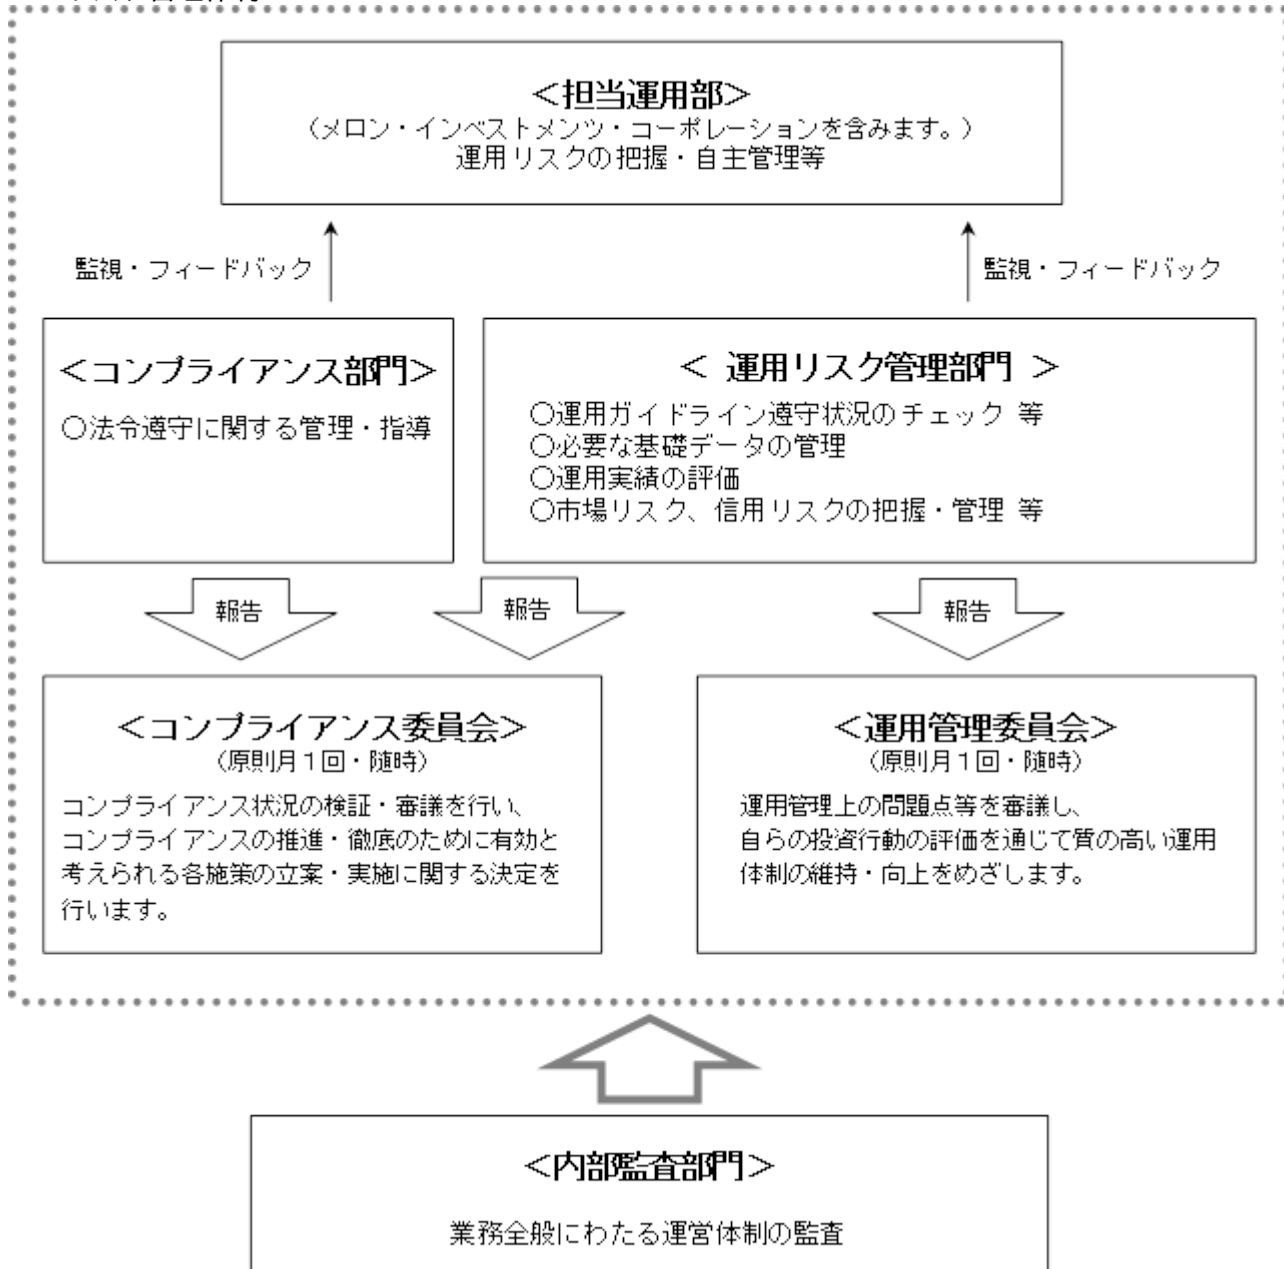 ＜担当運用部＞
（メロン・インベストメンツ・コーポレーションを含みます。）
運用リスクの把握・自主管理等
監視・フィードバック
監視・フィードバック
＜コンプライアンス部門＞
○法令遵守に関する管理・指導
＜ 運用リスク管理部門 ＞
○運用ガイドライン遵守状況のチェック 等
○必要な基礎データの管理
○運用実績の評価
○市場リスク、信用リスクの把握・管理 等
報告
報告
報告
＜コンプライアンス委員会＞
（原則月１回・随時）
コンプライアンス状況の検証・審議を行い、
コンプライアンスの推進・徹底のために有効と
考えられる各施策の立案・実施に関する決定を
行います。
＜運用管理委員会＞
（原則月１回・随時）
運用管理上の問題点等を審議し、
自らの投資行動の評価を通じて質の高い運用
体制の維持・向上をめざします。
＜内部監査部門＞
業務全般にわたる運営体制の監査